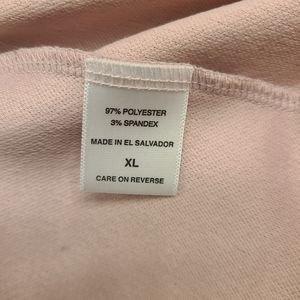 97% POLYESTER
3% SPANDEX
MADE IN EL SALVADOR
XL
CARE ON REVERSE